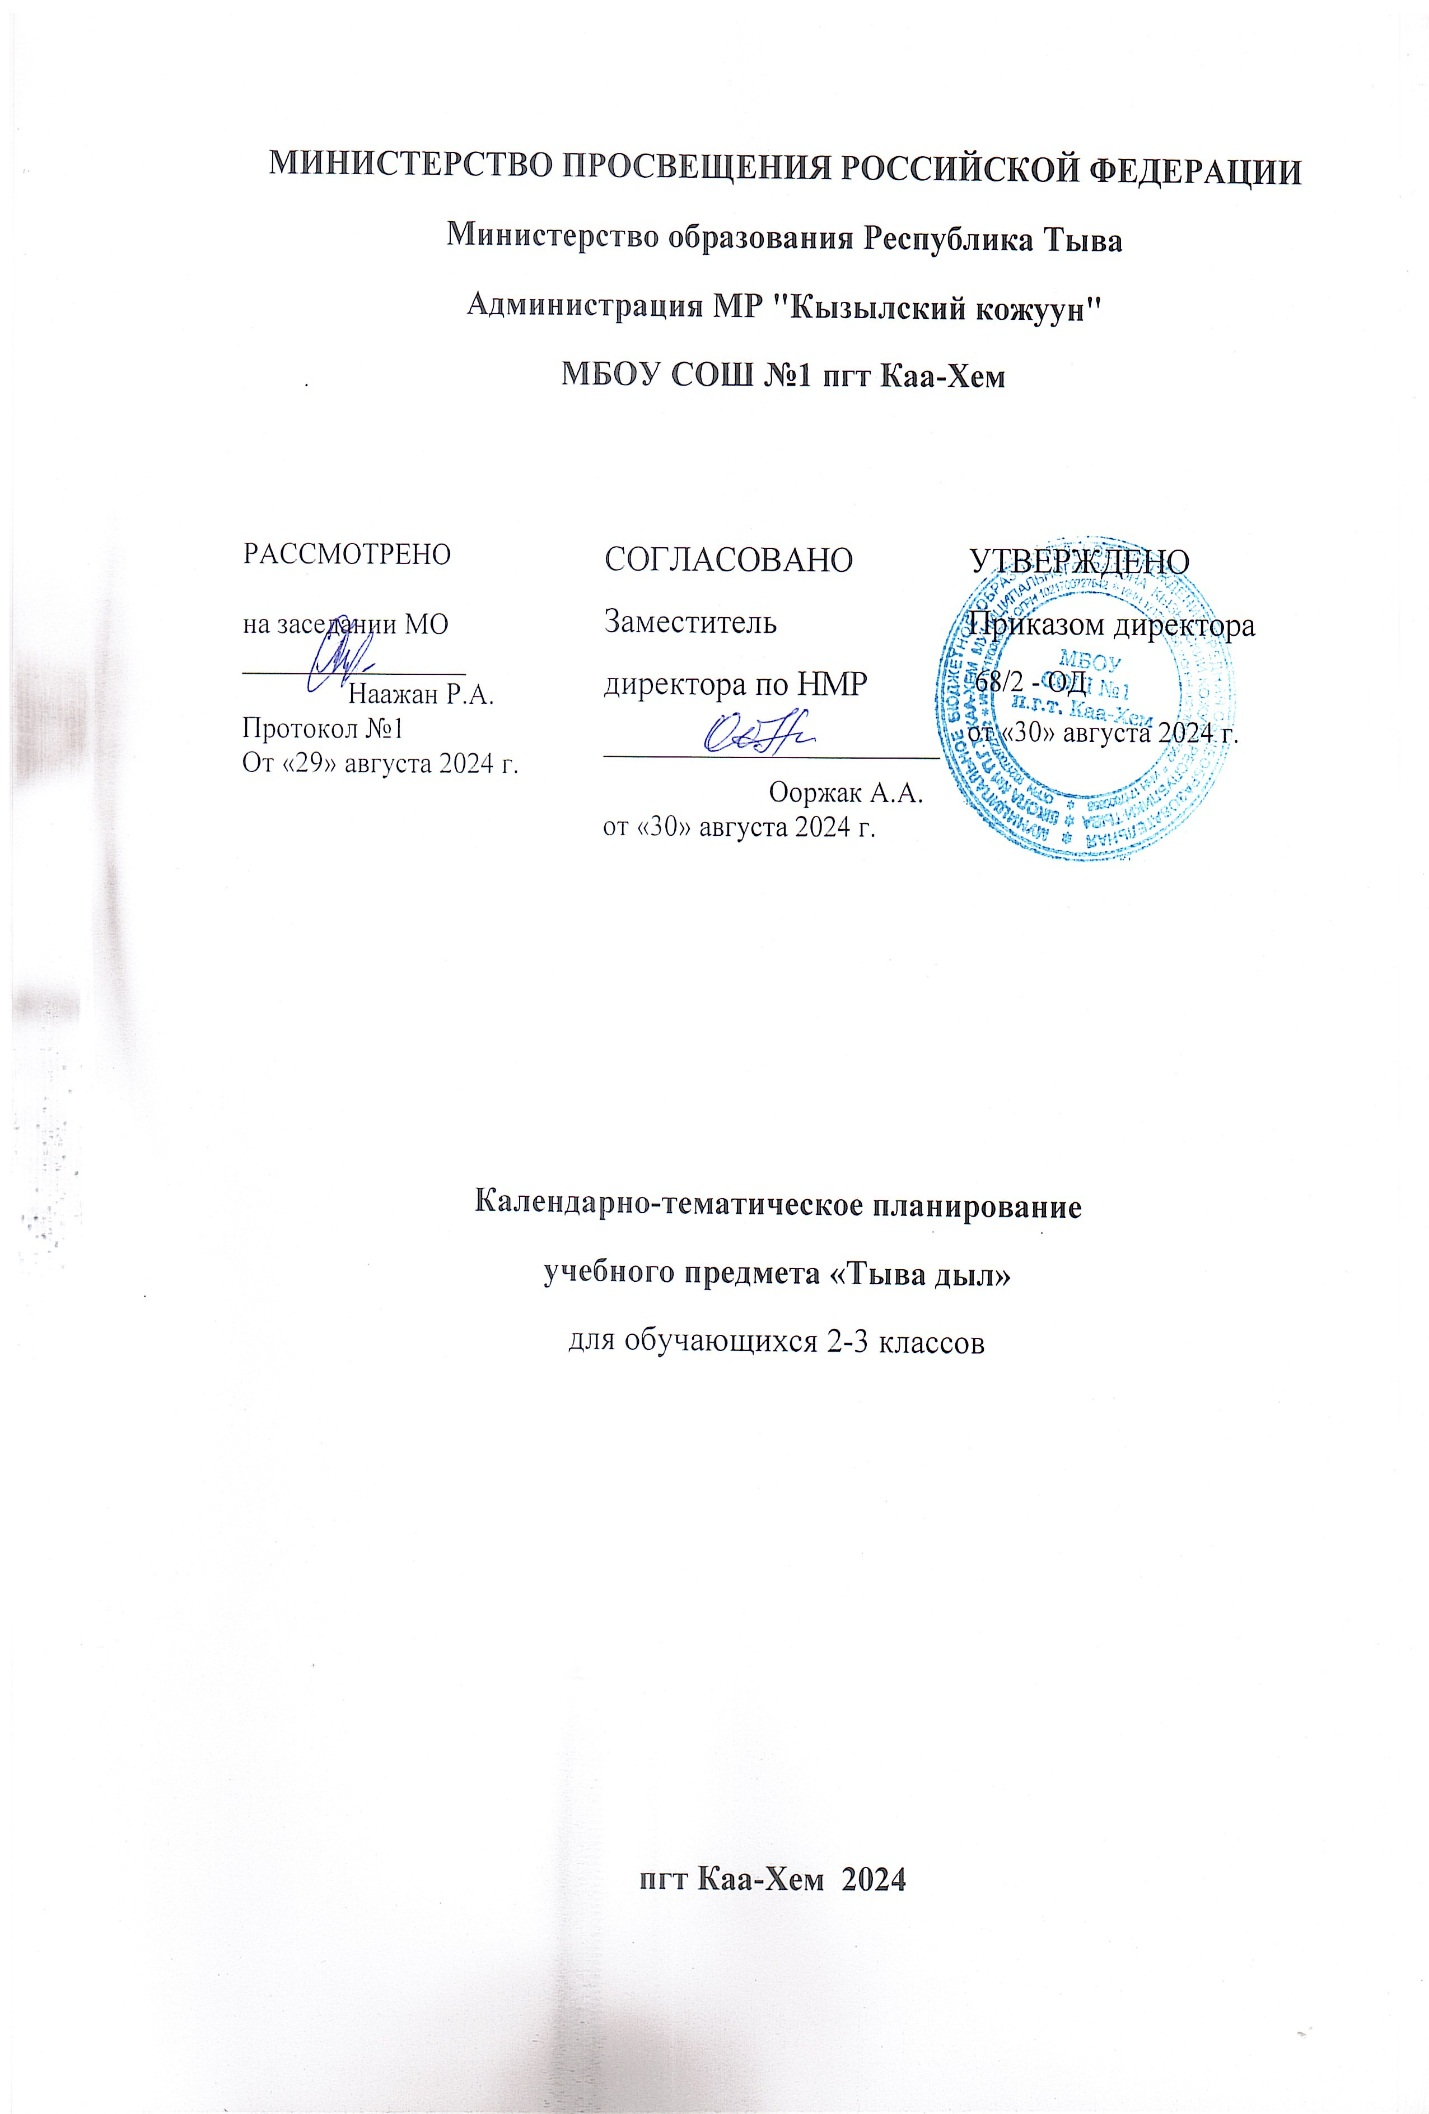 МИНИСТЕРСТВО ПРОСВЕЩЕНИЯ РОССИЙСКОЙ ФЕДЕРАЦИИ
Министерство образования Республика Тыва
Администрация МР "Кызылский кожуун"
МБОУ СОШ №1 пгт Каа-Хем
РАССМОТРЕНО
на заседании МО
Наажан Р.А.
Протокол №1
От «29» августа 2024 г.
СОГЛАСОВАНО
Заместитель
директора по НМР
Ооржак А.А.
от «30» августа 2024 г.
УТВЕРЖДЕНО
Приказом директора
68/2 - ОД
от «30» августа 2024 г.
МБОУ
СОШ №1
п.г.т. Каа-Хем
Календарно-тематическое планирование
учебного предмета «Тыва дыл»
для обучающихся 2-3 классов
пгт Каа-Хем 2024